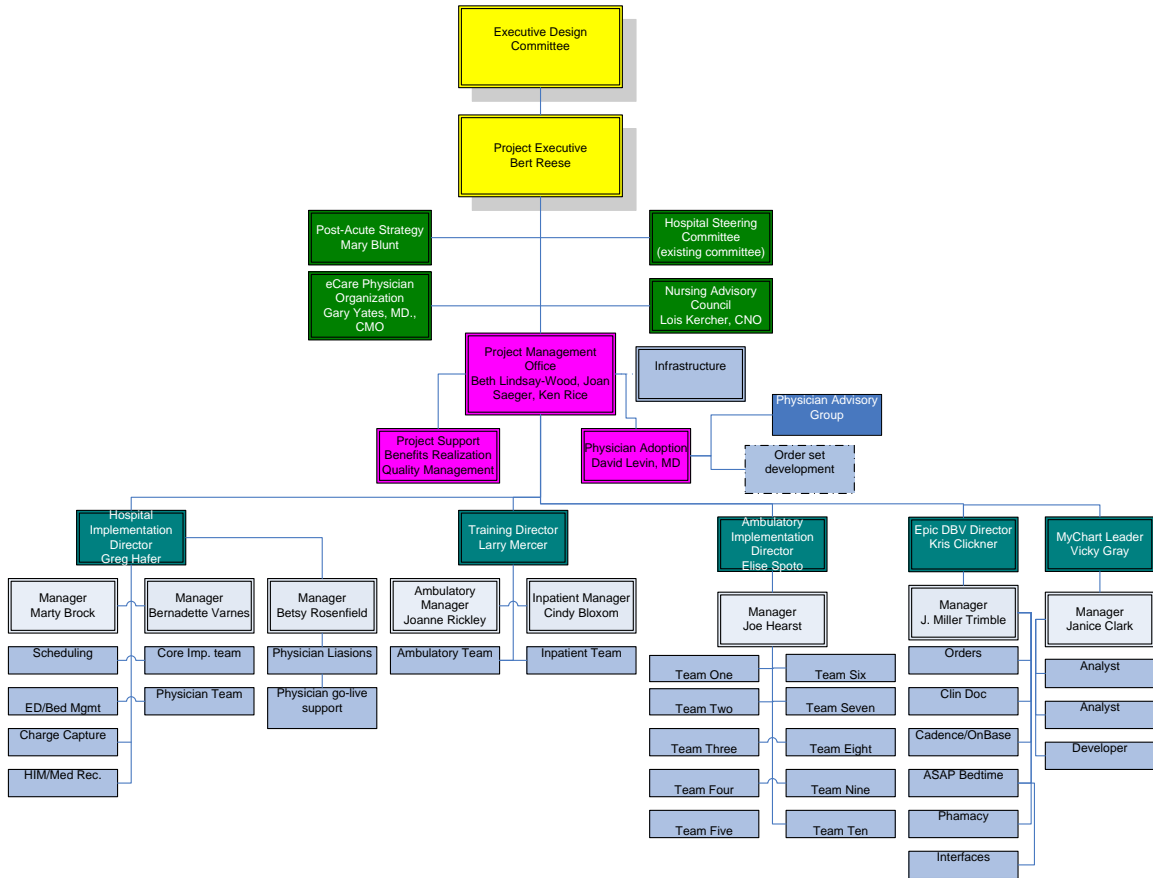 Executive Design
Committee
Project Executive
Bert Reese
Post-Acute Strategy
Mary Blunt
Hospital Steering
Committee
(existing committee)
eCare Physician
Organization
Gary Yates, MD.,
CMO
Nursing Advisory
Council
Lois Kercher, CNO
Project Management
Office
Beth Lindsay-Wood, Joan
Saeger, Ken Rice
Infrastructure
Physician Advisory
Group
Project Support
Benefits Realization
Quality Management
Physician Adoption
David Levin, MD
Order set
development
Hospital
Implementation
Director
Greg Hafer
Training Director
Larry Mercer
Ambulatory
Implementation
Director
Elise Spoto
Epic DBV Director
Kris Clickner
MyChart Leader
Vicky Gray
Manager
Marty Brock
Manager
Bernadette Varnes
Manager
Betsy Rosenfield
Ambulatory
Manager
Joanne Rickley
Inpatient Manager
Cindy Bloxom
Manager
Joe Hearst
Manager
J. Miller Trimble
Manager
Janice Clark
Scheduling
Core Imp. team
Physician Liasions
Ambulatory Team
Inpatient Team
Team One
Team Six
Orders
Analyst
ED/Bed Mgmt
Physician Team
Physician go-live
support
Team Two
Team Seven
Clin Doc
Analyst
Charge Capture
Team Three
Team Eight
Cadence/OnBase
Developer
HIM/Med Rec.
Team Four
Team Nine
ASAP Bedtime
Team Five
Team Ten
Phamacy
Interfaces